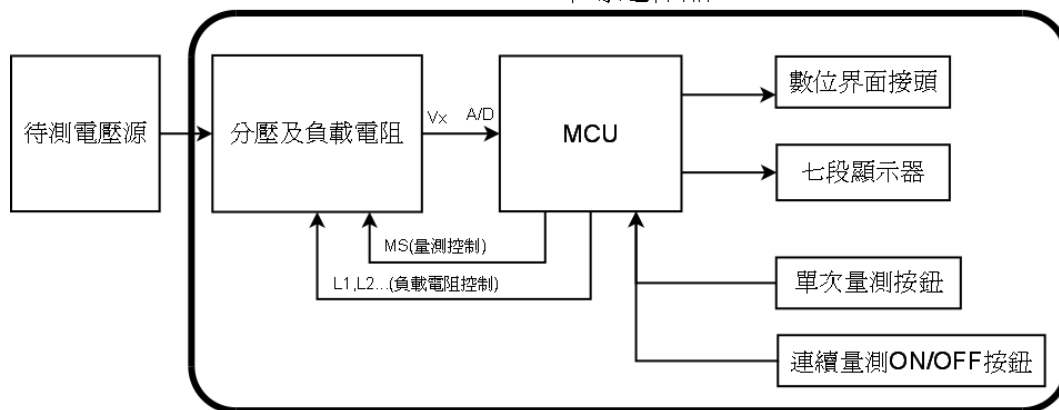 待測電壓源
分壓及負載電阻
Vx
A/D
MCU
數位界面接頭
七段顯示器
MS(量測控制)
L1,L2...(負載電阻控制)
單次量測按鈕
連續量測ON/OFF按鈕